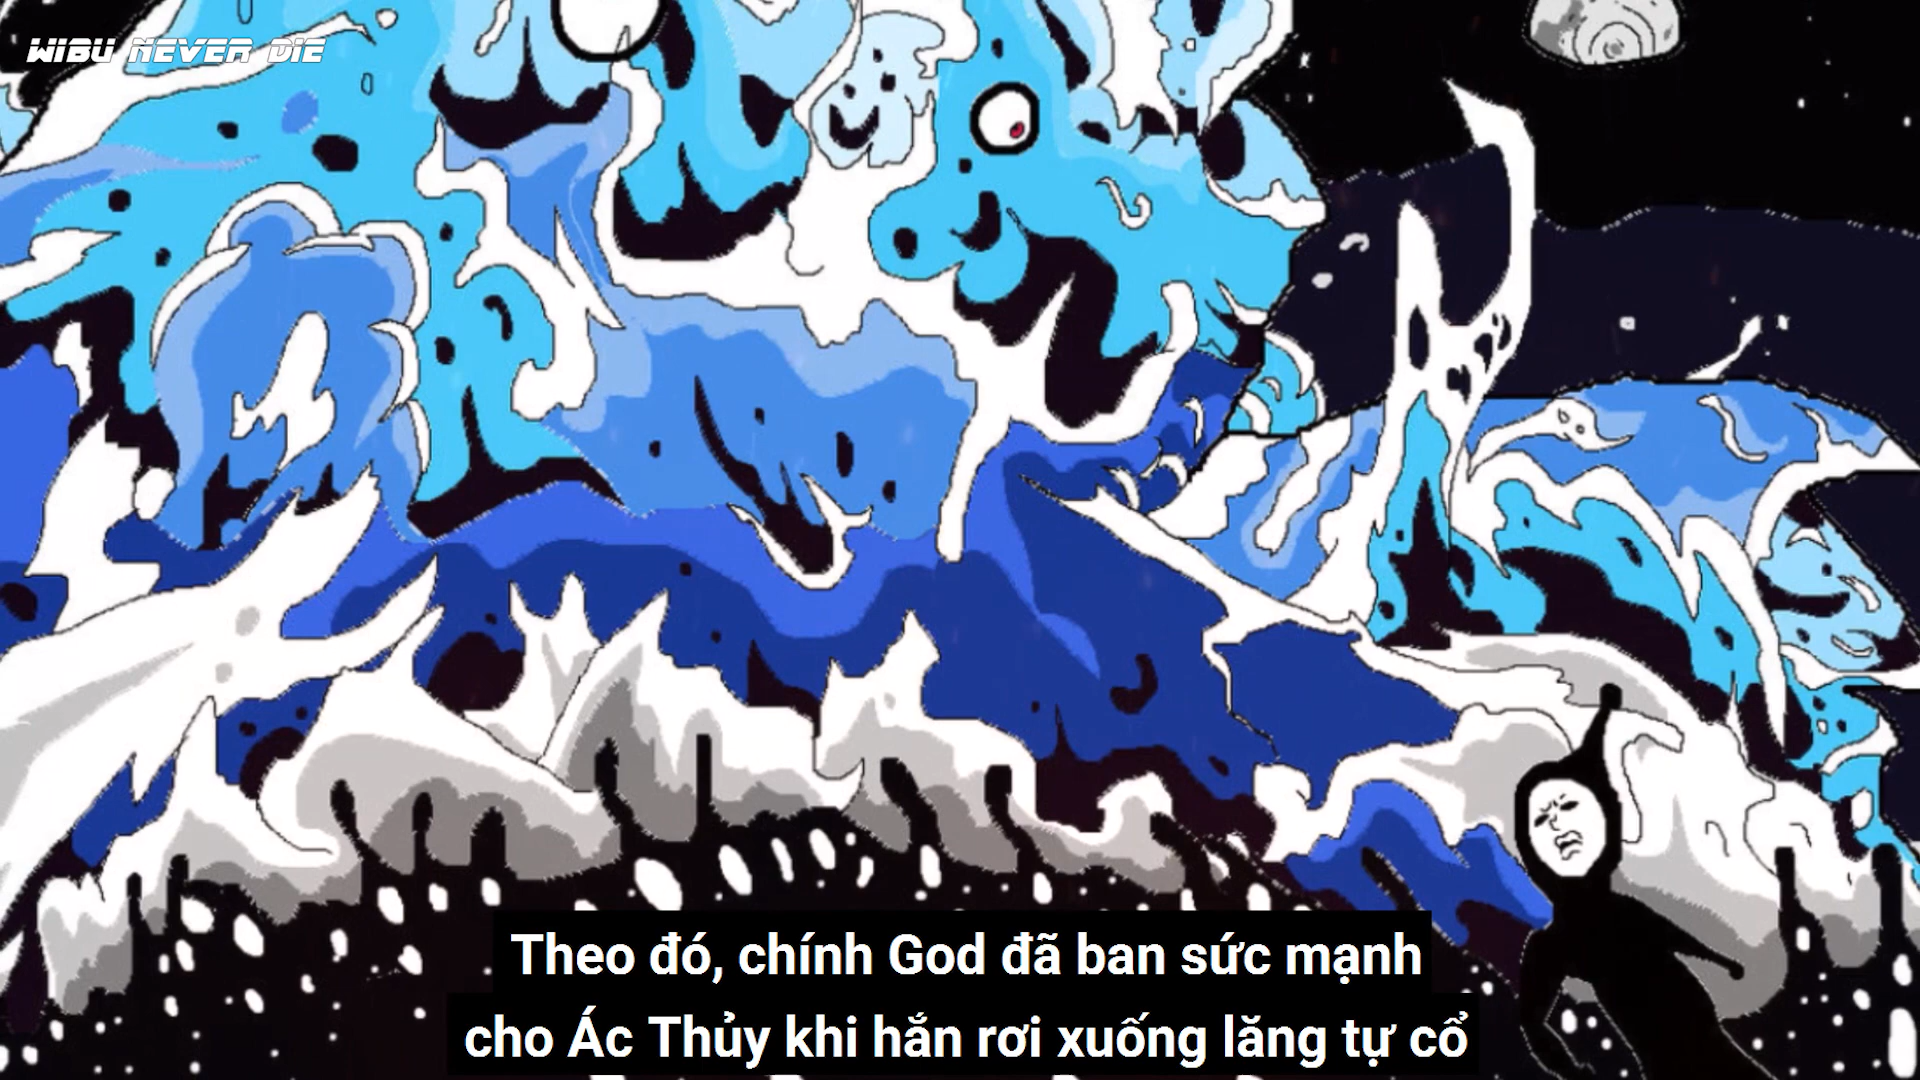 WIBU NEVER DIE
Theo đó, chính God đã ban sức mạnh
cho Ác Thủy khi hắn rơi xuống lăng tự cổ